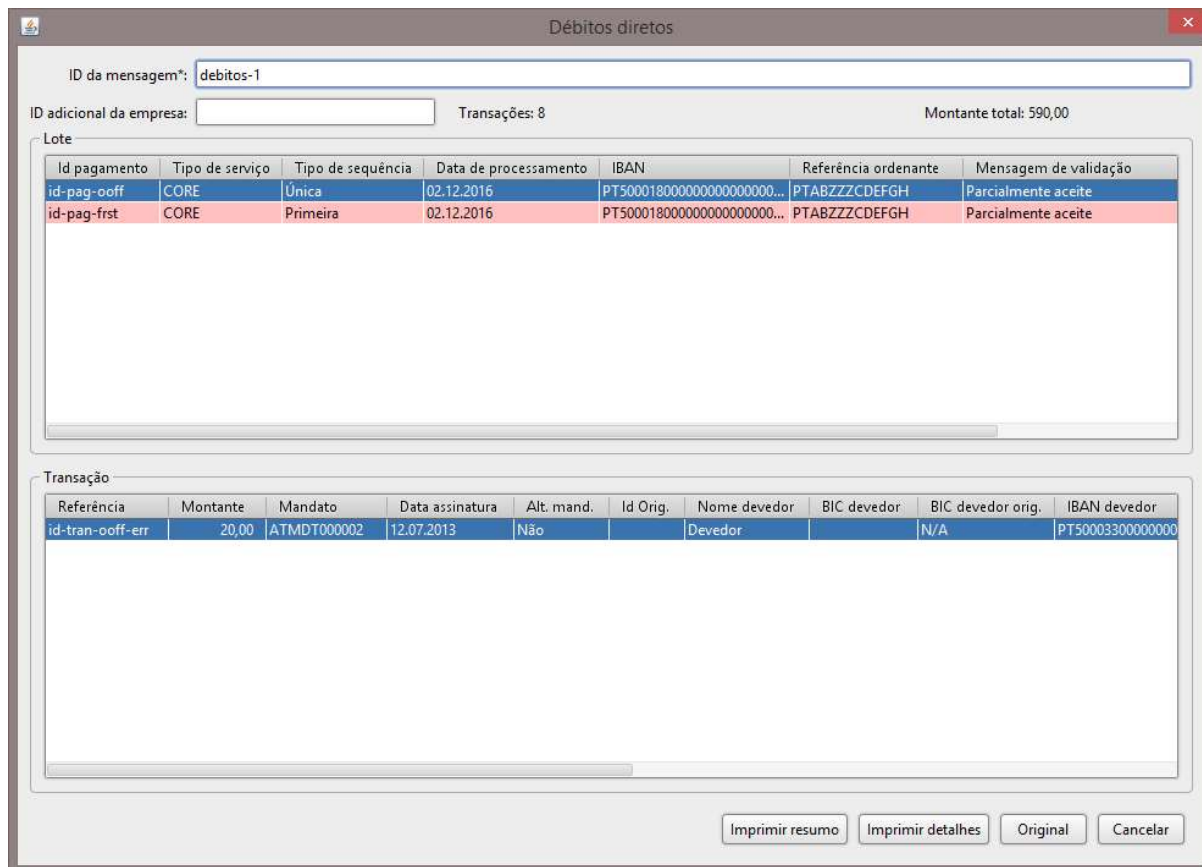 Débitos diretos
ID da mensagem*: debitos-1
ID adicional da empresa: Transações: 8 Montante total: 590,00
Lote
Id pagamento Tipo de serviço Tipo de sequência Data de processamento IBAN Referência ordenante Mensagem de validação
id-pag-ooff CORE Única 02.12.2016 PT500018000000000000000... PTABZZZCDEFGH Parcialmente aceite
id-pag-frst CORE Primeira 02.12.2016 PT500018000000000000000... PTABZZZCDEFGH Parcialmente aceite
Transação
Referência Montante Mandato Data assinatura Alt. mand. Id Orig. Nome devedor BIC devedor BIC devedor orig. IBAN devedor
id-tran-ooff-err 20,00 ATMDT000002 12.07.2013 Não Devedor N/A PT50003300000000
Imprimir resumo Imprimir detalhes Original Cancelar